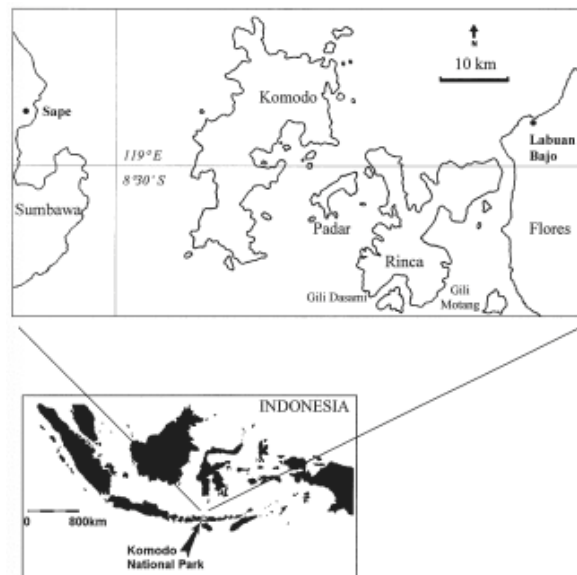 N
10 km
Komodo
Sape
Labuan
Bajo
119° E
8°30' S
Sumbawa
Padar
Flores
Rinca
Gili Dasami
Gili
Motang
INDONESIA
0 800km
Komodo
National Park